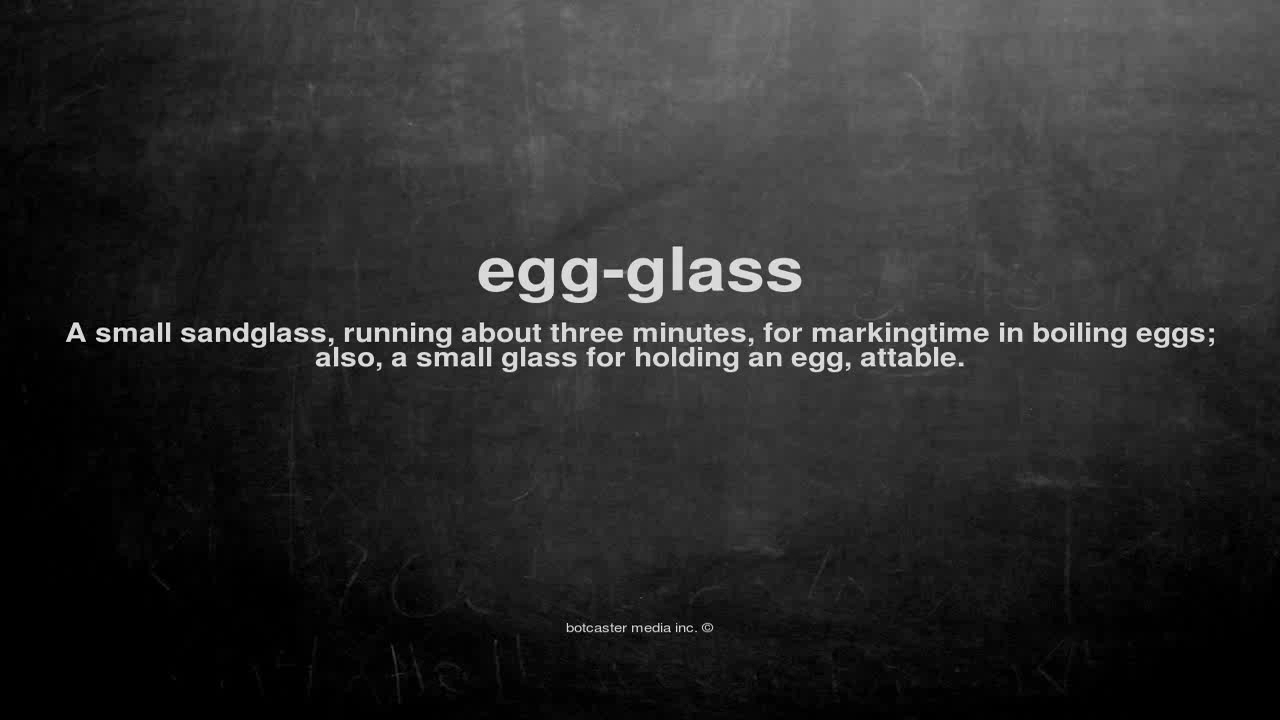 egg-glass
A small sandglass, running about three minutes, for markingtime in boiling eggs;
also, a small glass for holding an egg, attable.
botcaster media inc. ©